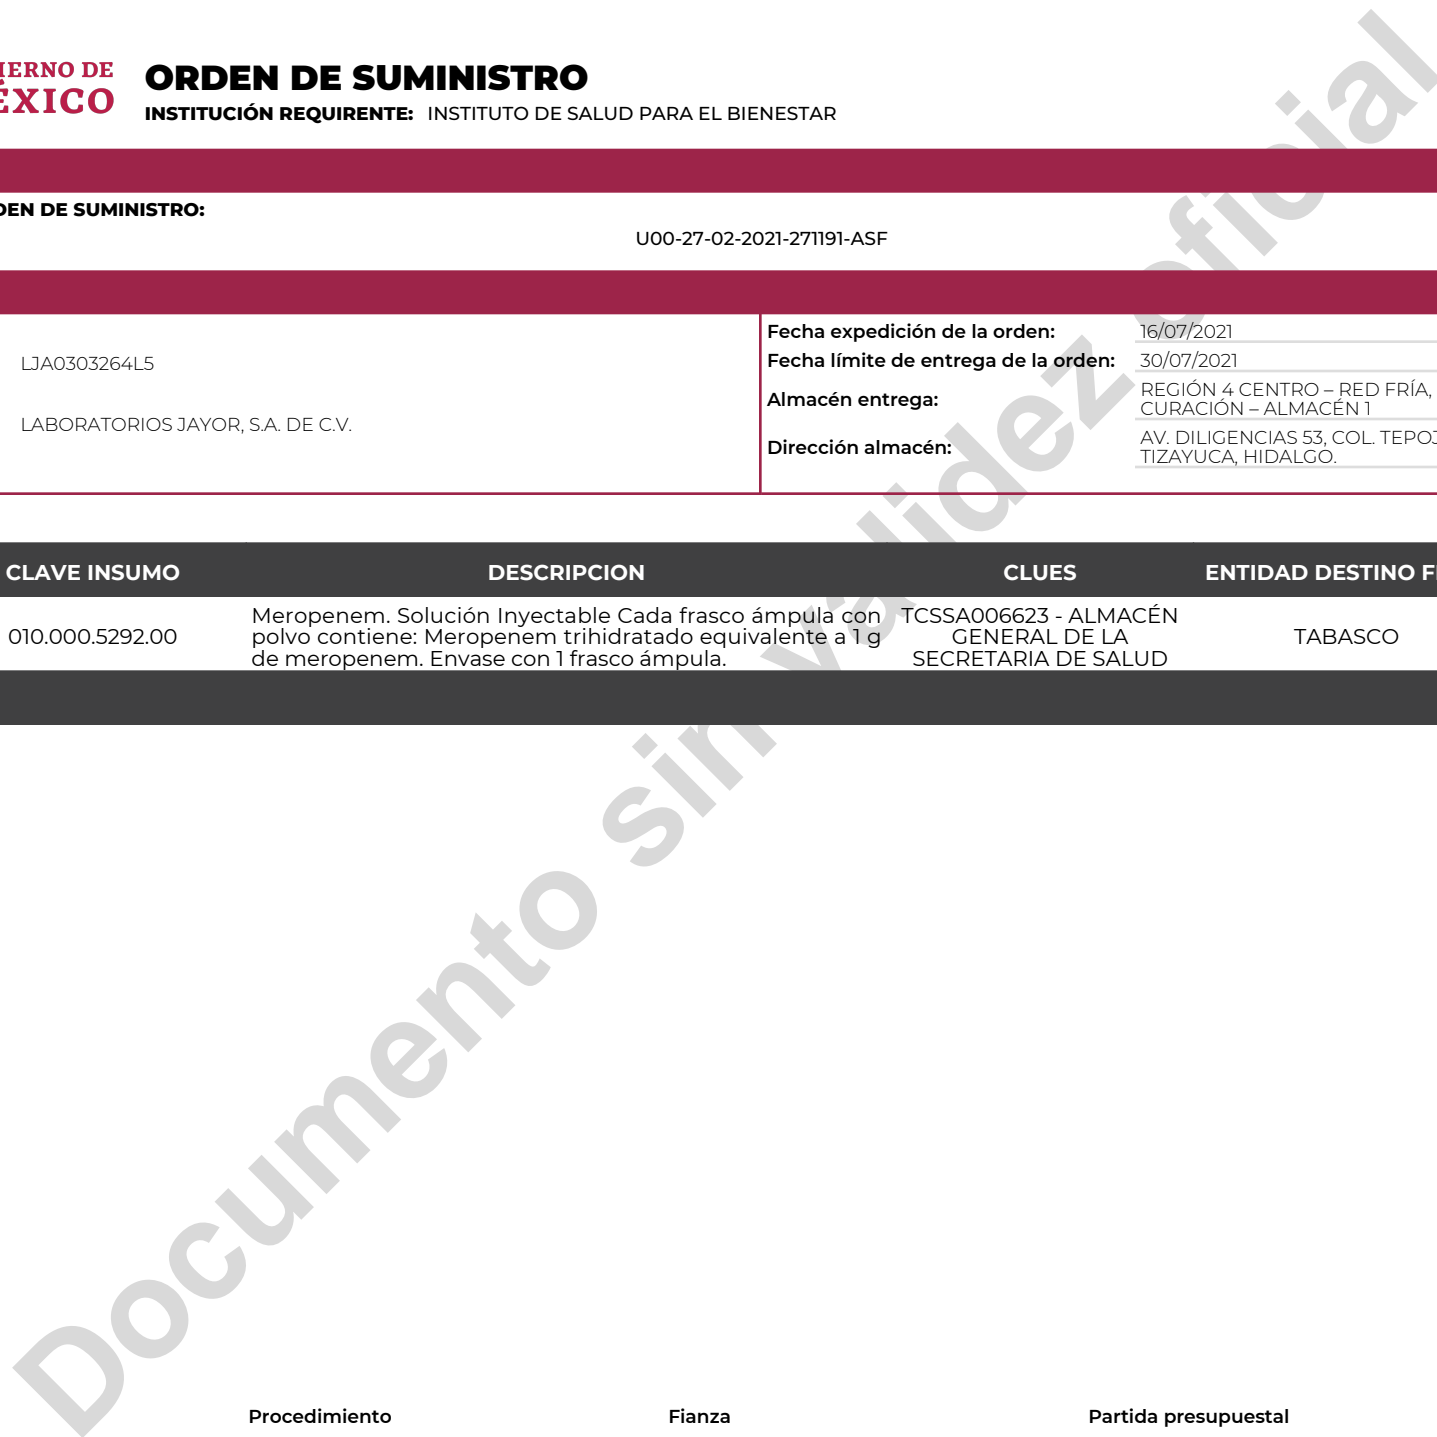 IERNO DE
ÉXICO
ORDEN DE SUMINISTRO
INSTITUCIÓN REQUIRENTE: INSTITUTO DE SALUD PARA EL BIENESTAR
DEN DE SUMINISTRO:
U00-27-02-2021-271191-ASF
LJA0303264L5
LABORATORIOS JAYOR, S.A. DE C.V.
Fecha expedición de la orden: 16/07/2021
Fecha límite de entrega de la orden: 30/07/2021
Almacén entrega: REGIÓN 4 CENTRO – RED FRÍA,
CURACIÓN – ALMACÉN 1
Dirección almacén: AV. DILIGENCIAS 53, COL. TEPOJ
TIZAYUCA, HIDALGO.
CLAVE INSUMO DESCRIPCION CLUES ENTIDAD DESTINO F
010.000.5292.00
Meropenem. Solución Inyectable Cada frasco ámpula con
polvo contiene: Meropenem trihidratado equivalente a 1 g
de meropenem. Envase con 1 frasco ámpula.
TCSSA006623 - ALMACÉN
GENERAL DE LA
SECRETARIA DE SALUD
TABASCO
Documento sin validez oficial
Procedimiento Fianza Partida presupuestal